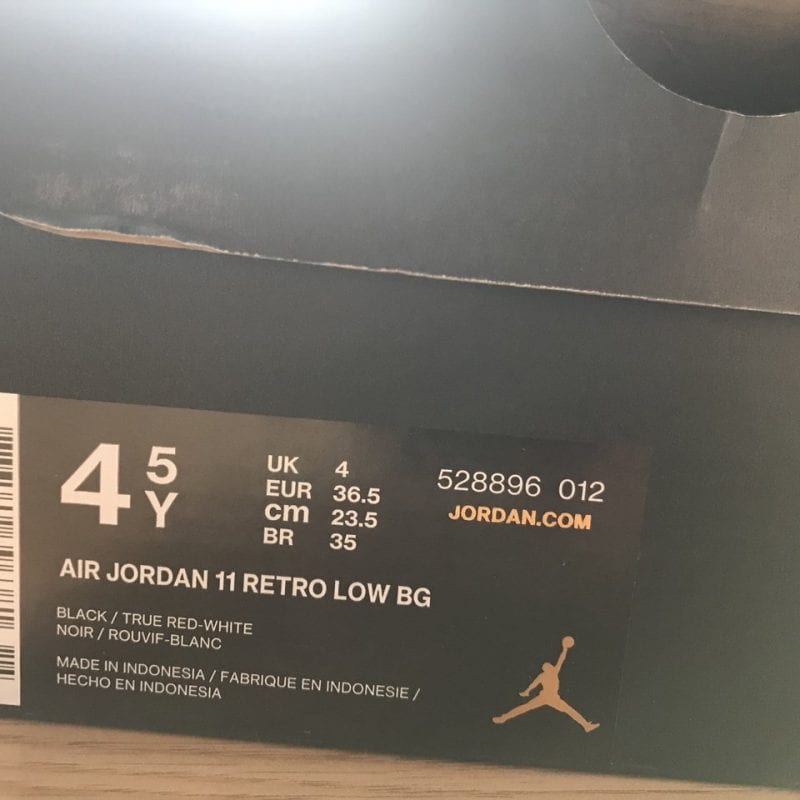 4 5
Y
UK 4
EUR 36.5
cm 23.5
BR 35
528896 012
JORDAN.COM
AIR JORDAN 11 RETRO LOW BG
BLACK / TRUE RED-WHITE
NOIR / ROUVIF-BLANC
MADE IN INDONESIA / FABRIQUE EN INDONESIE /
HECHO EN INDONESIA